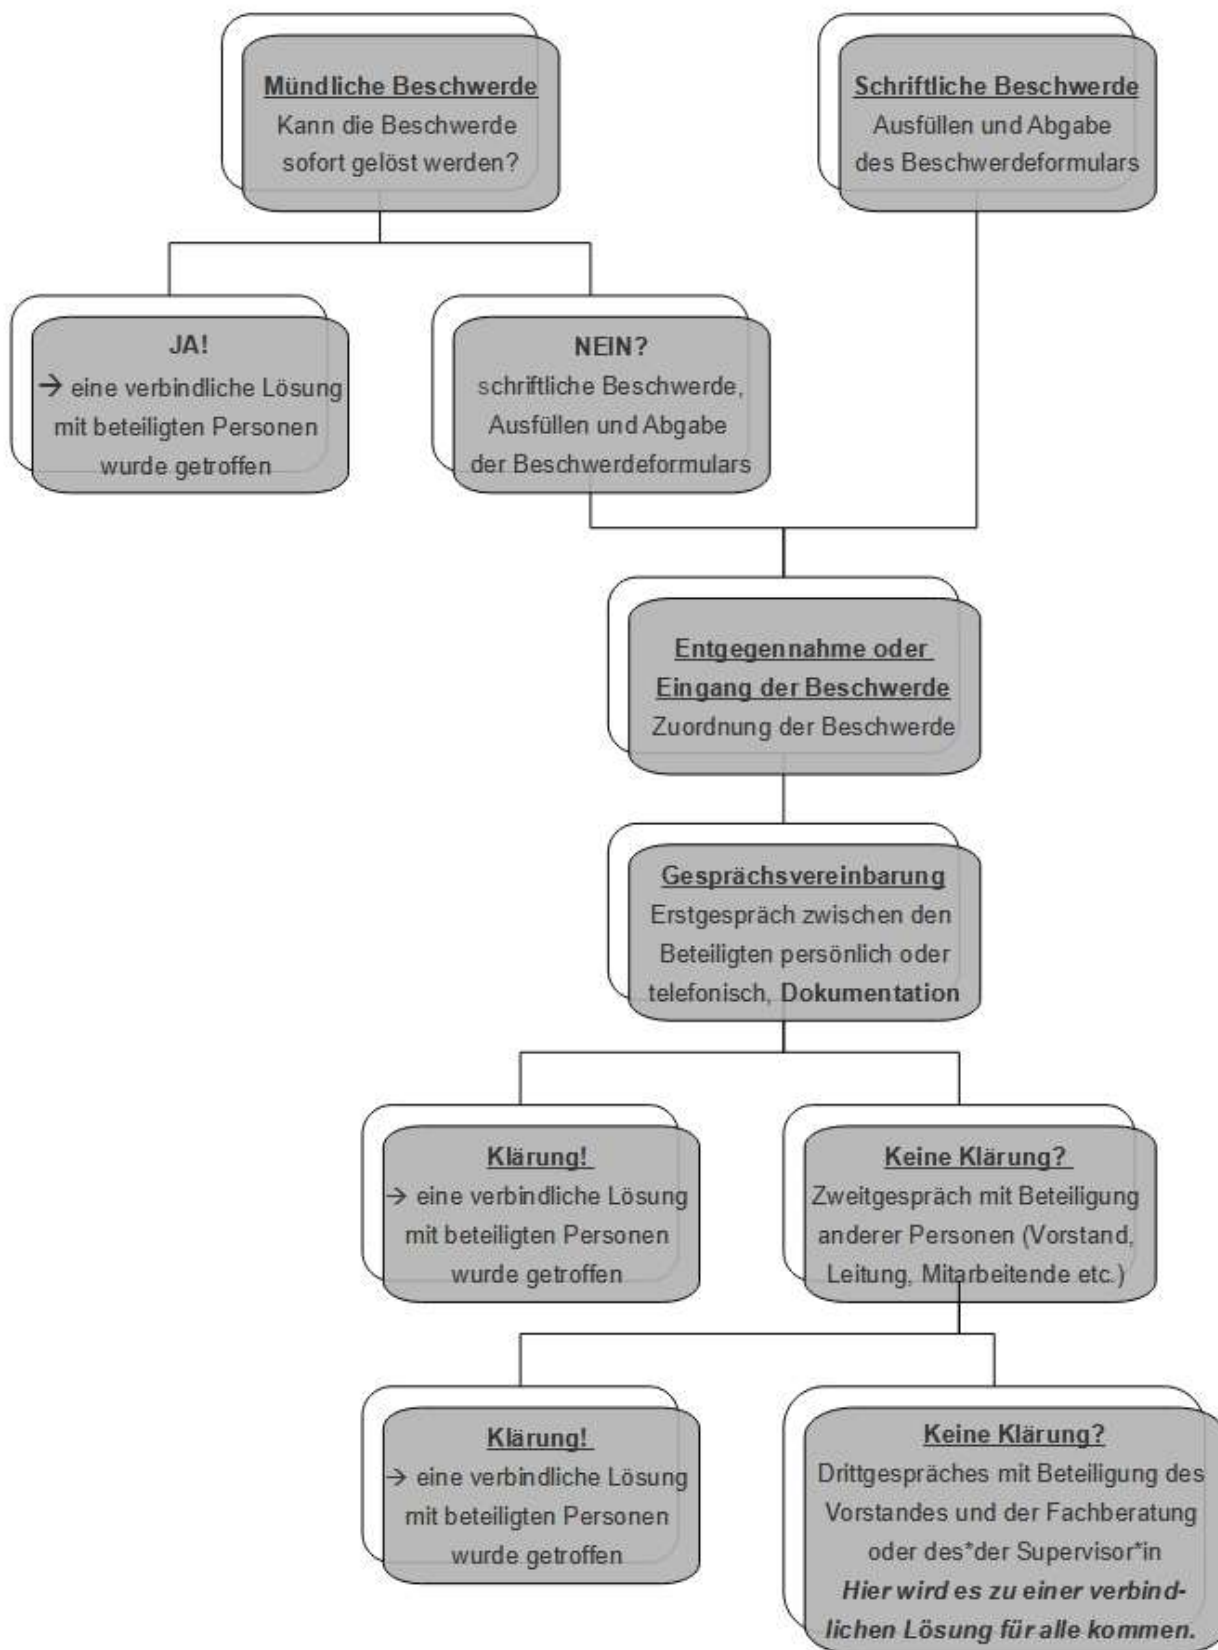 Mündliche Beschwerde
Kann die Beschwerde
sofort gelöst werden?
Schriftliche Beschwerde
Ausfüllen und Abgabe
des Beschwerdeformulars
JA!
→ eine verbindliche Lösung
mit beteiligten Personen
wurde getroffen
NEIN?
schriftliche Beschwerde,
Ausfüllen und Abgabe
der Beschwerdeformulars
Entgegennahme oder
Eingang der Beschwerde
Zuordnung der Beschwerde
Gesprächsvereinbarung
Erstgespräch zwischen den
Beteiligten persönlich oder
telefonisch, Dokumentation
Klärung!
→ eine verbindliche Lösung
mit beteiligten Personen
wurde getroffen
Keine Klärung?
Zweitgespräch mit Beteiligung
anderer Personen (Vorstand,
Leitung, Mitarbeitende etc.)
Klärung!
→ eine verbindliche Lösung
mit beteiligten Personen
wurde getroffen
Keine Klärung?
Drittgespräches mit Beteiligung des
Vorstandes und der Fachberatung
oder des*der Supervisor*in
Hier wird es zu einer verbind-
lichen Lösung für alle kommen.